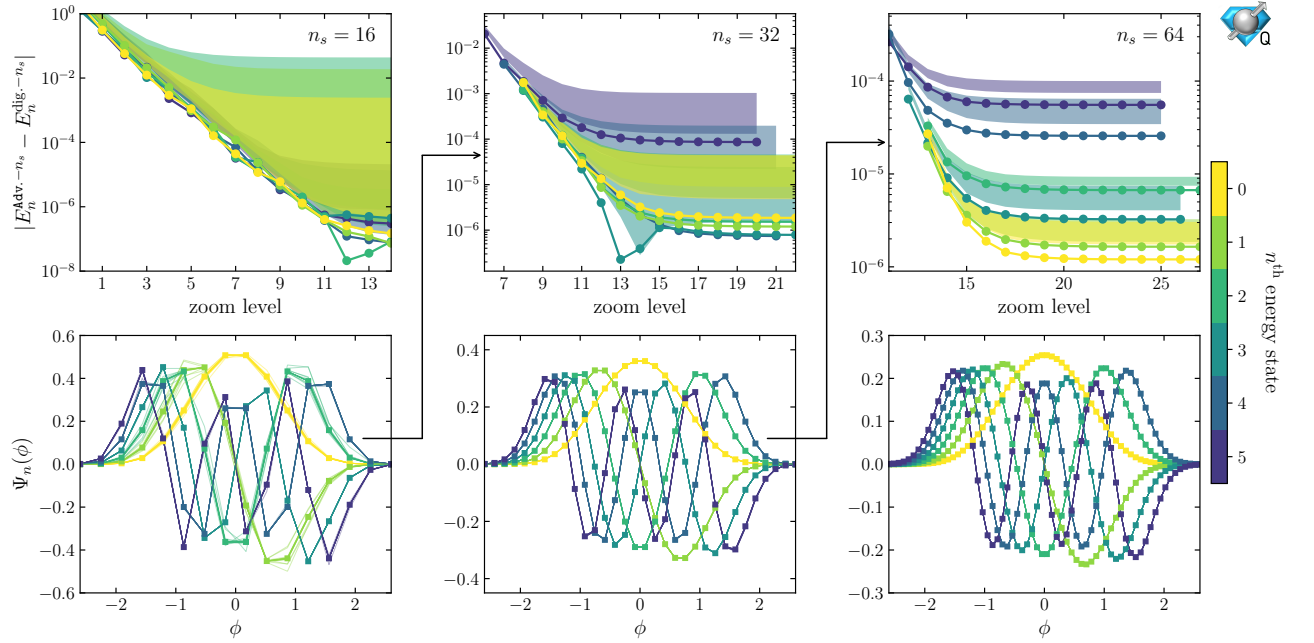 n_s = 16
n_s = 32
n_s = 64
|E_n^{Adv.-n_s} − E_n^{dig.-n_s}|
10^0
10^{-2}
10^{-4}
10^{-6}
10^{-8}
1 3 5 7 9 11 13
zoom level
10^{-2}
10^{-3}
10^{-4}
10^{-5}
10^{-6}
7 9 11 13 15 17 19 21
zoom level
10^{-4}
10^{-5}
10^{-6}
15 20 25
zoom level
Q
0
1
2
3
4
5
n^{th} energy state
Ψ_n(ϕ)
0.6
0.4
0.2
0.0
−0.2
−0.4
−0.6
−2 −1 0 1 2
ϕ
0.4
0.2
0.0
−0.2
−0.4
−2 −1 0 1 2
ϕ
0.3
0.2
0.1
0.0
−0.1
−0.2
−0.3
−2 −1 0 1 2
ϕ